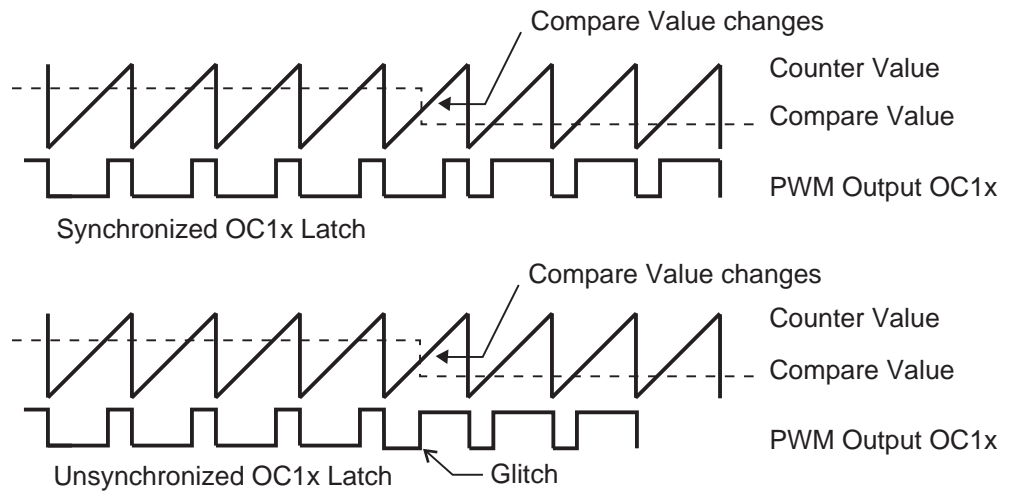 Compare Value changes
Counter Value
Compare Value
PWM Output OC1x
Synchronized OC1x Latch
Compare Value changes
Counter Value
Compare Value
PWM Output OC1x
Unsynchronized OC1x Latch
Glitch